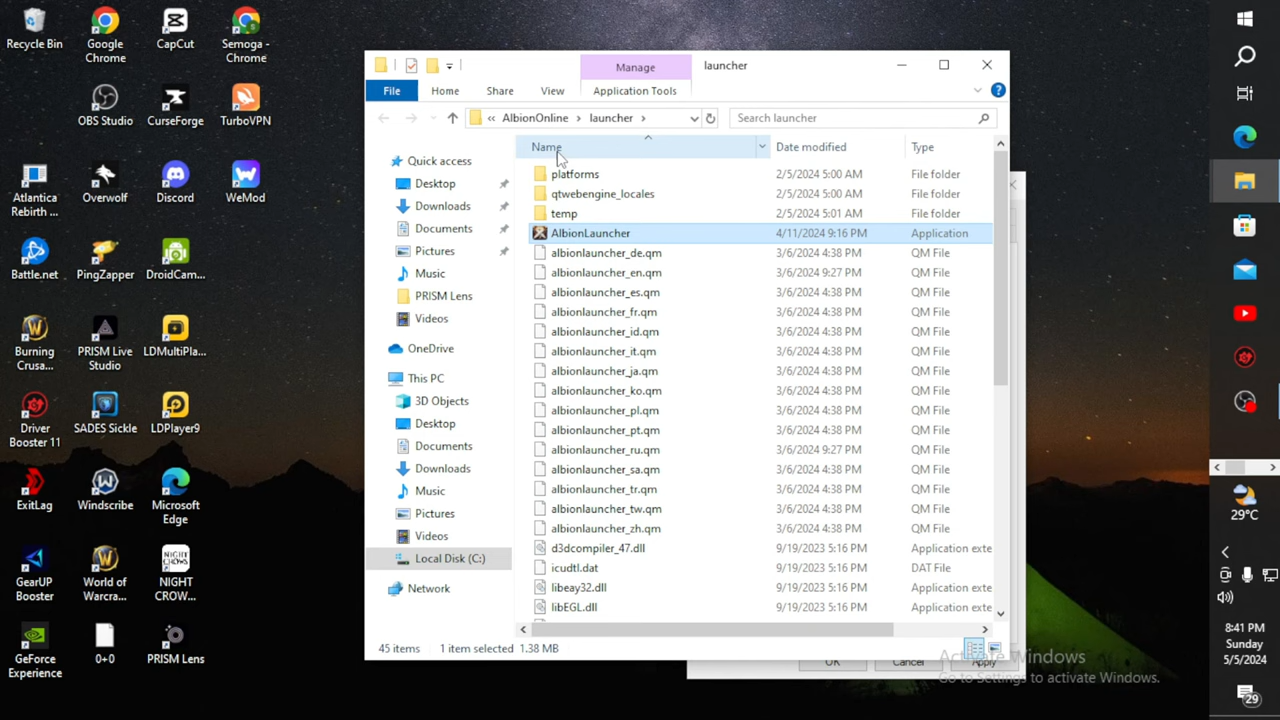 Recycle Bin
Google
Chrome
CapCut
Semoga -
Chrome
OBS Studio
CurseForge
TurboVPN
Atlantica
Rebirth ...
Overwolf
Discord
WeMod
Battle.net
PingZapper
DroidCam...
Burning
Crusa...
PRISM Live
Studio
LDMultiPla...
Driver
Booster 11
SADES Sickle
LDPlayer9
ExitLag
Windscribe
Microsoft
Edge
GearUP
Booster
World of
Warcra...
NIGHT
CROW...
GeForce
Experience
0+0
PRISM Lens
Manage
launcher
File
Home
Share
View
Application Tools
« AlbionOnline > launcher >
Search launcher
Quick access
Desktop
Downloads
Documents
Pictures
Music
PRISM Lens
Videos
OneDrive
This PC
3D Objects
Desktop
Documents
Downloads
Music
Pictures
Videos
Local Disk (C:)
Network
Name Date modified Type
platforms 2/5/2024 5:00 AM File folder
qtwebengine_locales 2/5/2024 5:00 AM File folder
temp 2/5/2024 5:01 AM File folder
AlbionLauncher 4/11/2024 9:16 PM Application
albionlauncher_de.qm 3/6/2024 4:38 PM QM File
albionlauncher_en.qm 3/6/2024 9:27 PM QM File
albionlauncher_es.qm 3/6/2024 4:38 PM QM File
albionlauncher_fr.qm 3/6/2024 4:38 PM QM File
albionlauncher_id.qm 3/6/2024 4:38 PM QM File
albionlauncher_it.qm 3/6/2024 4:38 PM QM File
albionlauncher_ja.qm 3/6/2024 4:38 PM QM File
albionlauncher_ko.qm 3/6/2024 4:38 PM QM File
albionlauncher_pl.qm 3/6/2024 4:38 PM QM File
albionlauncher_pt.qm 3/6/2024 4:38 PM QM File
albionlauncher_ru.qm 3/6/2024 9:27 PM QM File
albionlauncher_sa.qm 3/6/2024 4:38 PM QM File
albionlauncher_tr.qm 3/6/2024 4:38 PM QM File
albionlauncher_tw.qm 3/6/2024 4:38 PM QM File
albionlauncher_zh.qm 3/6/2024 4:38 PM QM File
d3dcompiler_47.dll 9/19/2023 5:16 PM Application exte
icudtl.dat 9/19/2023 5:16 PM DAT File
libeay32.dll 9/19/2023 5:16 PM Application exte
libEGL.dll 9/19/2023 5:16 PM Application exte
45 items 1 item selected 1.38 MB
OK Cancel Apply
Activate Windows
Go to Settings to activate Windows.
29°C
8:41 PM
Sunday
5/5/2024
29